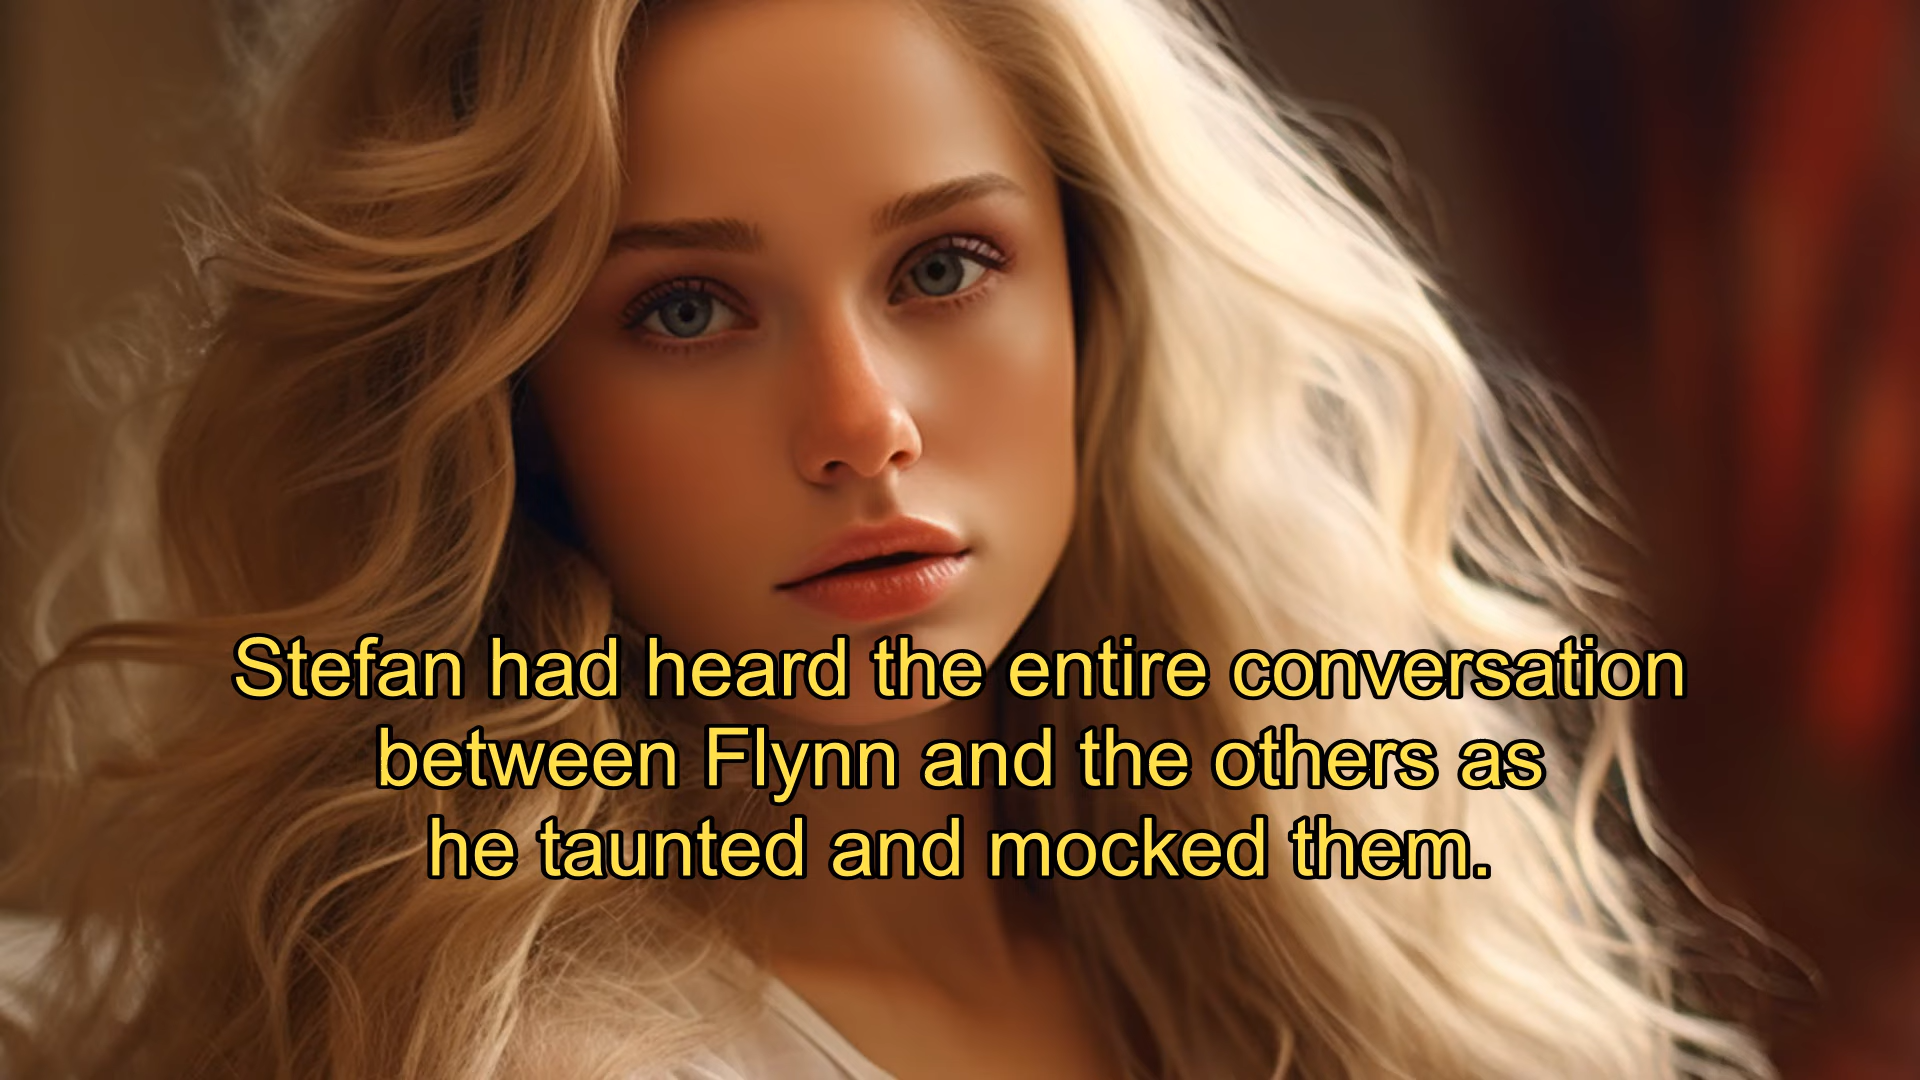 Stefan had heard the entire conversation
between Flynn and the others as
he taunted and mocked them.